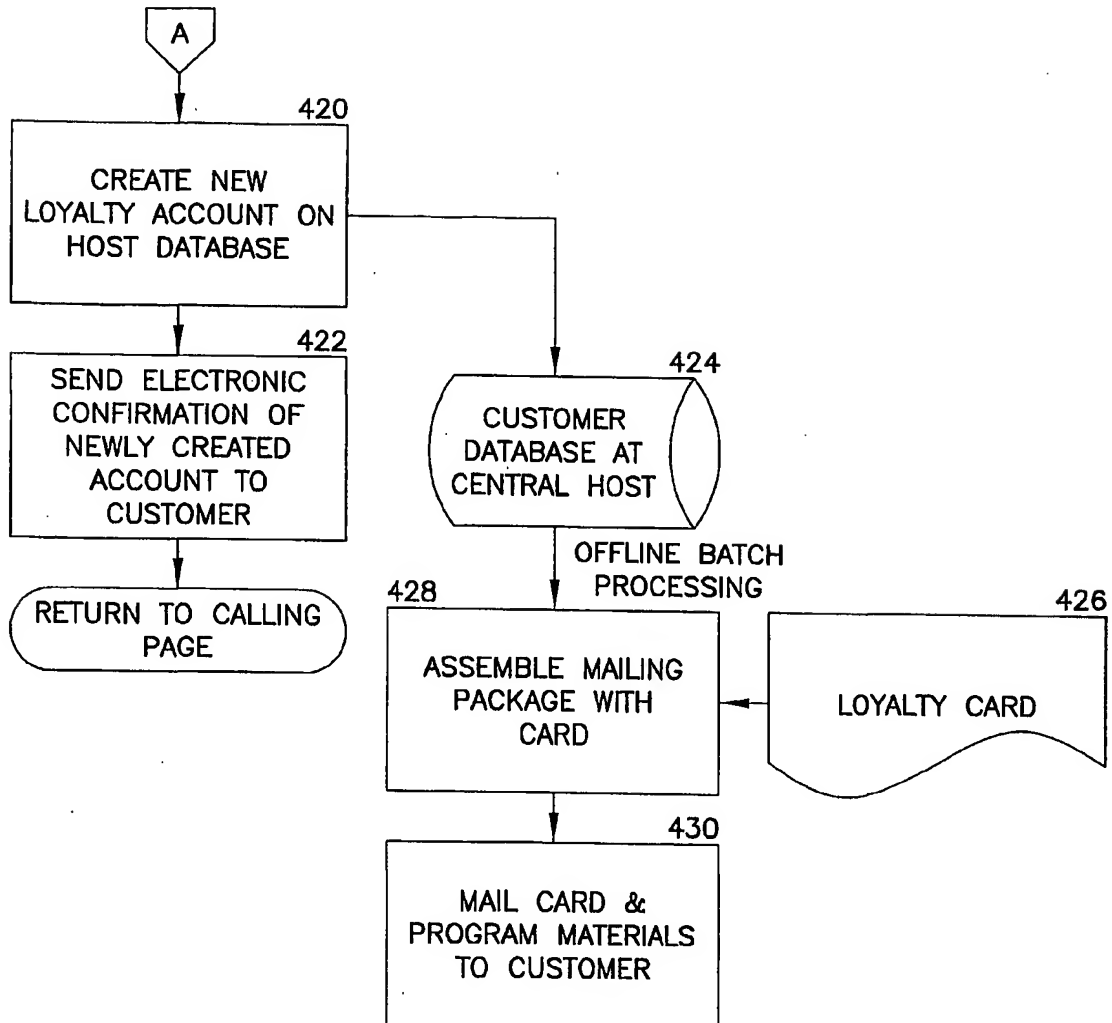 A
420
CREATE NEW
LOYALTY ACCOUNT ON
HOST DATABASE
422
SEND ELECTRONIC
CONFIRMATION OF
NEWLY CREATED
ACCOUNT TO
CUSTOMER
RETURN TO CALLING
PAGE
424
CUSTOMER
DATABASE AT
CENTRAL HOST
OFFLINE BATCH
PROCESSING
428
ASSEMBLE MAILING
PACKAGE WITH
CARD
426
LOYALTY CARD
430
MAIL CARD &
PROGRAM MATERIALS
TO CUSTOMER